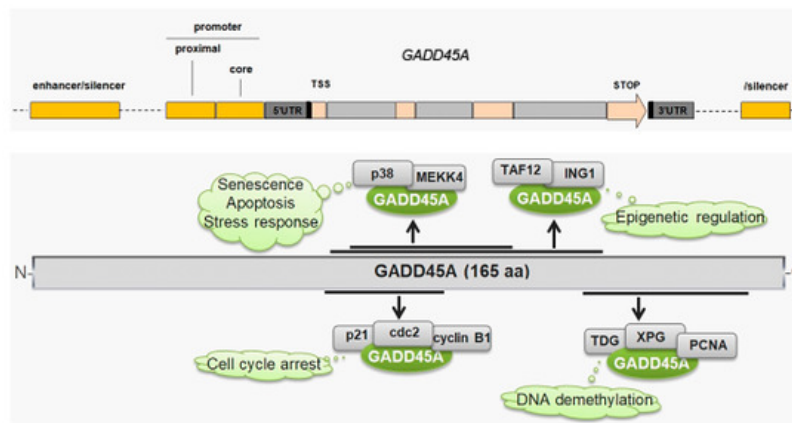 promoter
proximal
core
GADD45A
enhancer/silencer
TSS
STOP
/silencer
5'UTR
3'UTR
Senescence
Apoptosis
Stress response
p38
MEKK4
GADD45A
TAF12
ING1
GADD45A
Epigenetic regulation
N-
GADD45A (165 aa)
p21
cdc2
cyclin B1
GADD45A
Cell cycle arrest
TDG
XPG
PCNA
GADD45A
DNA demethylation